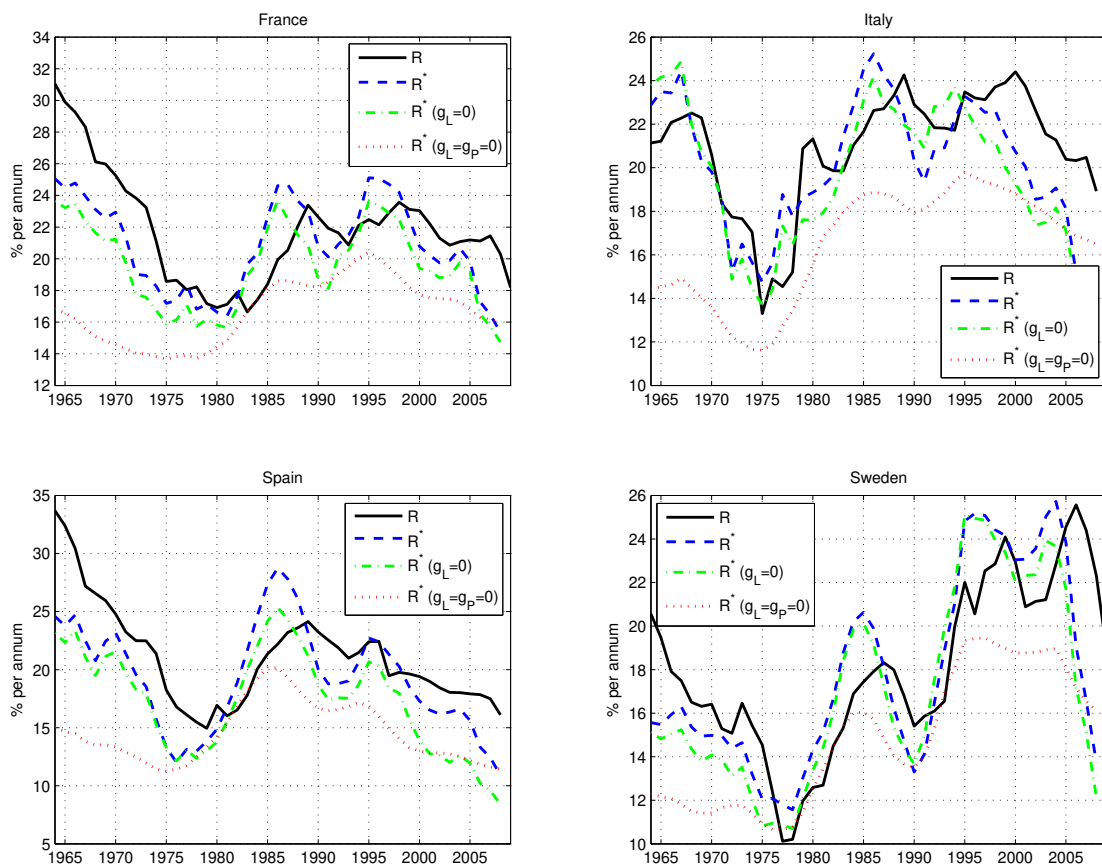 France
34
32
30
28
26
24
22
20
18
16
14
12
% per annum
1965 1970 1975 1980 1985 1990 1995 2000 2005
R
R*
R* (gL=0)
R* (gL=gP=0)
Italy
26
24
22
20
18
16
14
12
10
% per annum
1965 1970 1975 1980 1985 1990 1995 2000 2005
R
R*
R* (gL=0)
R* (gL=gP=0)
Spain
35
30
25
20
15
10
5
% per annum
1965 1970 1975 1980 1985 1990 1995 2000 2005
R
R*
R* (gL=0)
R* (gL=gP=0)
Sweden
26
24
22
20
18
16
14
12
10
% per annum
1965 1970 1975 1980 1985 1990 1995 2000 2005
R
R*
R* (gL=0)
R* (gL=gP=0)